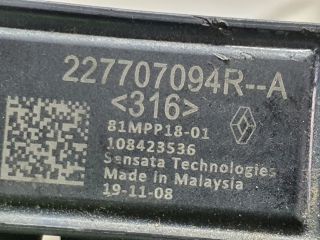 227707094R--A
<316>
81MPP18-01
108423536
Sensata Technologies
Made in Malaysia
19-11-08